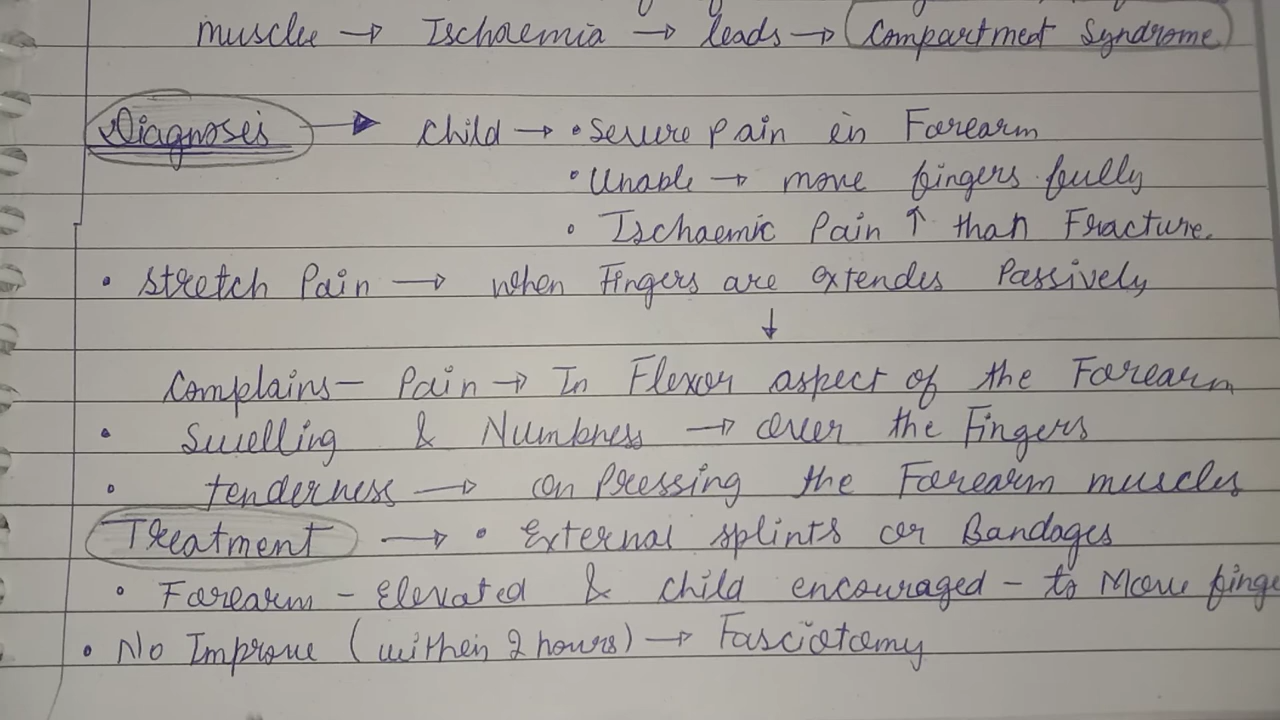 muscle → Ischaemia → leads → Compartment Syndrome
Diagnosis → child → • Severe Pain in Forearm
• Unable → move fingers fully
• Ischaemic Pain ↑ than Fracture.
• Stretch Pain → when Fingers are extendes Passively
↓
Complains - Pain → In Flexor aspect of the Forearm
• Swelling & Numbness → over the Fingers
• tenderness → on Pressing the Forearm muscles
Treatment → • External splints or Bandages
• Forearm - Elevated & child encouraged - to Move finge
• No Improve (within 2 hours) → Fasciotomy